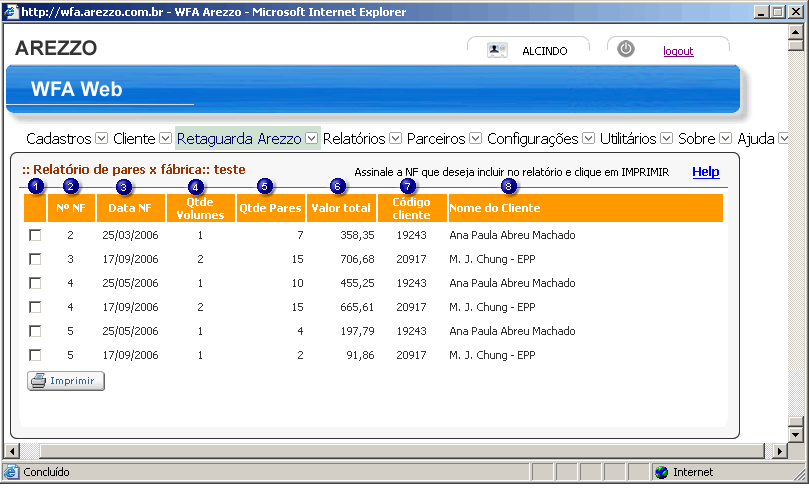 http://wfa.arezzo.com.br - WFA Arezzo - Microsoft Internet Explorer
AREZZO
ALCINDO
logout
WFA Web
Cadastros Cliente Retaguarda Arezzo Relatórios Parceiros Configurações Utilitários Sobre Ajuda
:: Relatório de pares x fábrica:: teste
Assinale a NF que deseja incluir no relatório e clique em IMPRIMIR
Help
1 2 3 4 5 6 7 8
Nº NF Data NF Qtde Volumes Qtde Pares Valor total Código cliente Nome do Cliente
2 25/03/2006 1 7 358,35 19243 Ana Paula Abreu Machado
3 17/09/2006 2 15 706,68 20917 M. J. Chung - EPP
4 25/05/2006 1 10 455,25 19243 Ana Paula Abreu Machado
4 17/09/2006 2 15 665,61 20917 M. J. Chung - EPP
5 25/05/2006 1 4 197,79 19243 Ana Paula Abreu Machado
5 17/09/2006 1 2 91,86 20917 M. J. Chung - EPP
Imprimir
Concluído
Internet